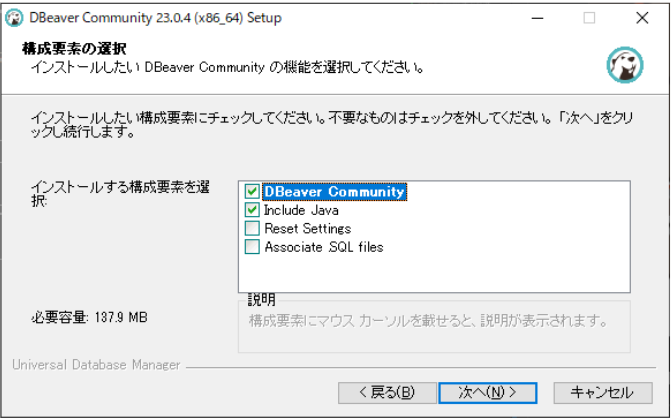 DBeaver Community 23.0.4 (x86_64) Setup
構成要素の選択
インストールしたい DBeaver Community の機能を選択してください。
インストールしたい構成要素にチェックしてください。不要なものはチェックを外してください。「次へ」をクリ
ックし続行します。
インストールする構成要素を選
択:
DBeaver Community
Include Java
Reset Settings
Associate .SQL files
説明
必要容量: 137.9 MB
構成要素にマウス カーソルを載せると、説明が表示されます。
Universal Database Manager
< 戻る(B)
次へ(N) >
キャンセル